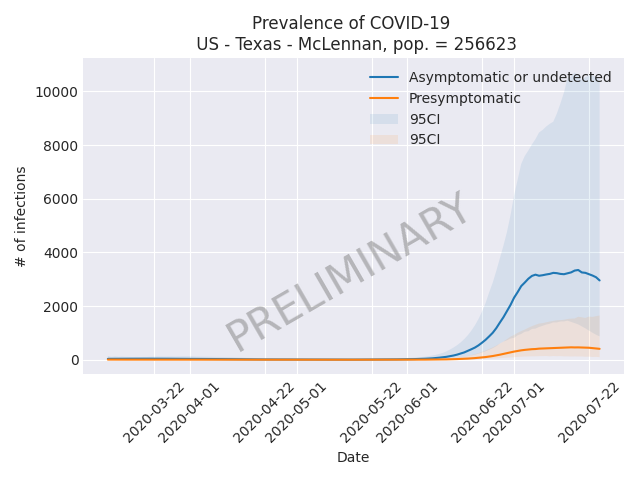 Prevalence of COVID-19
US - Texas - McLennan, pop. = 256623
Asymptomatic or undetected
Presymptomatic
95CI
95CI
10000
8000
6000
4000
2000
0
# of infections
PRELIMINARY
2020-03-22
2020-04-01
2020-04-22
2020-05-01
2020-05-22
2020-06-01
2020-06-22
2020-07-01
2020-07-22
Date